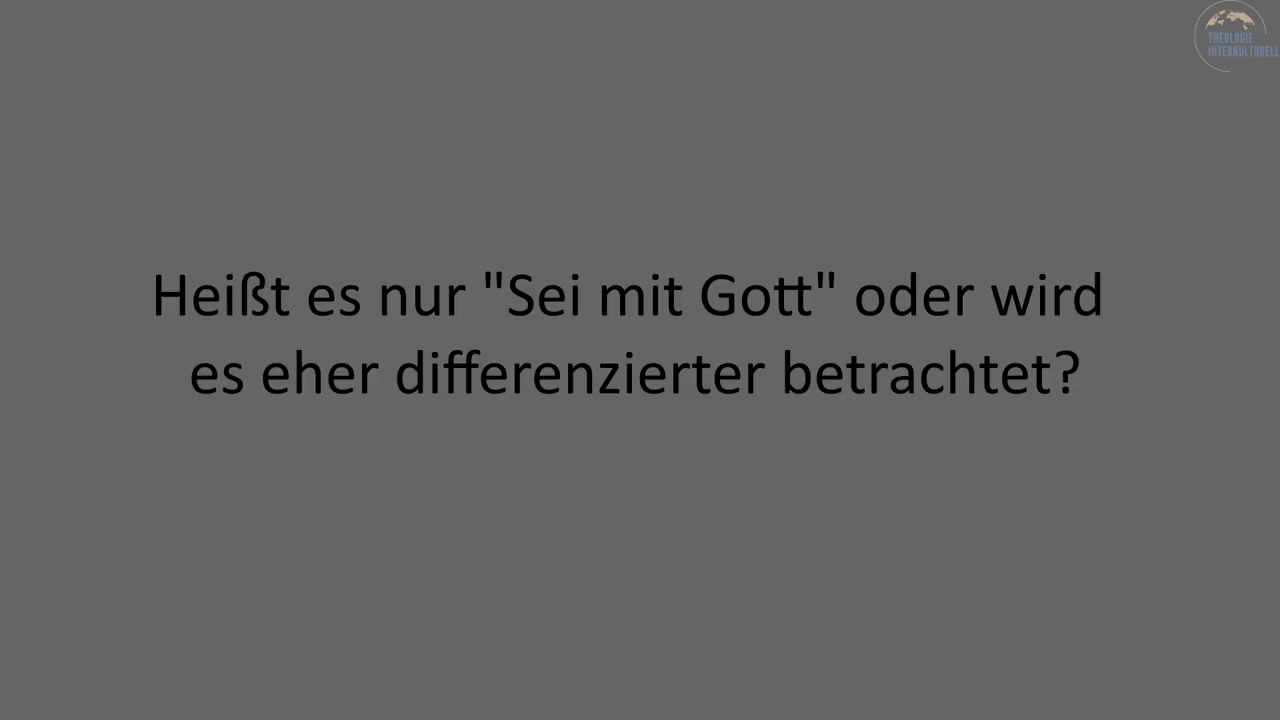 THEOLOGIE
INTERKULTURELL
Heißt es nur "Sei mit Gott" oder wird
es eher differenzierter betrachtet?